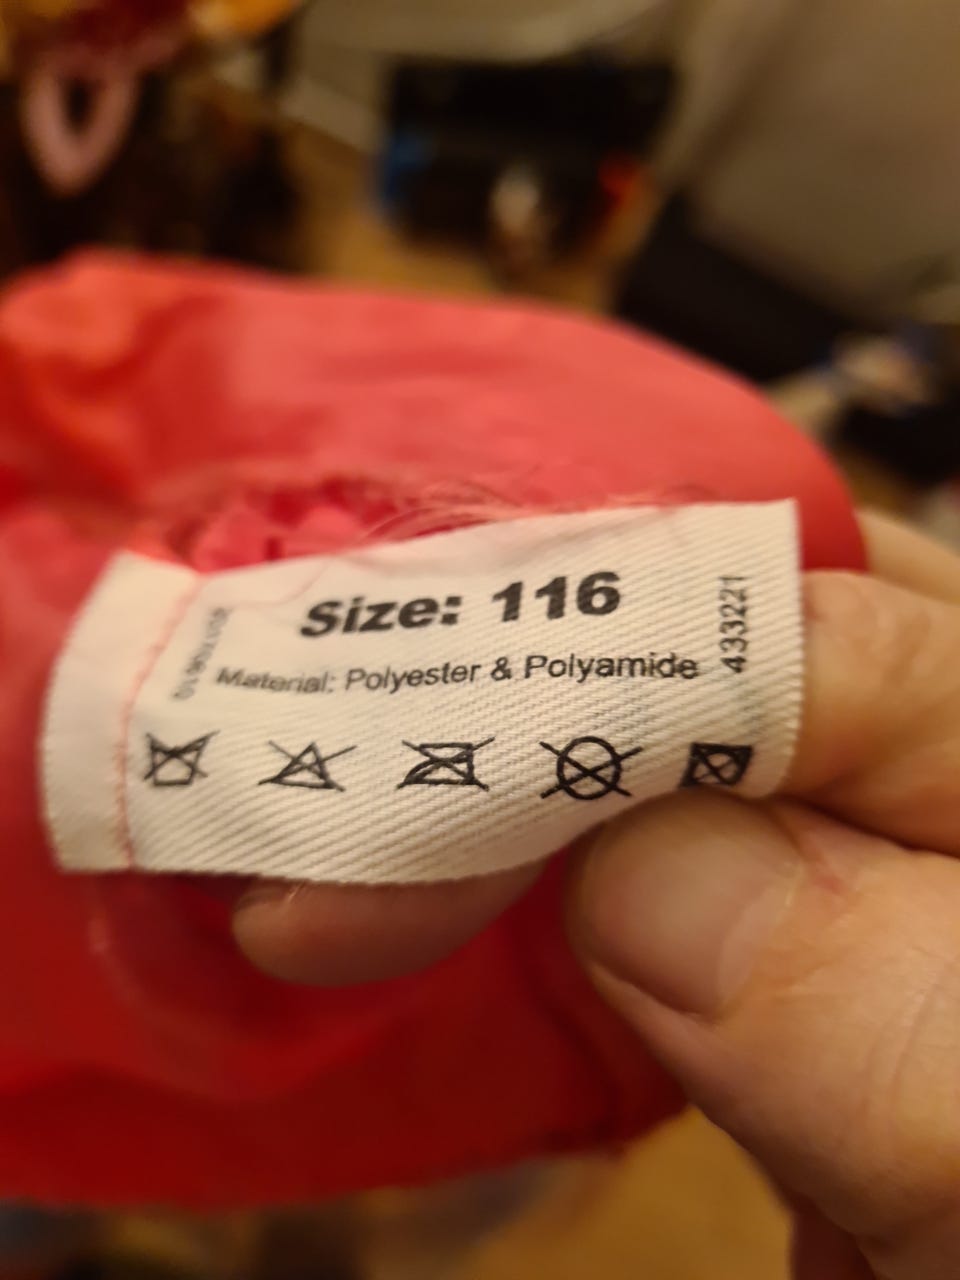 Size: 116
Material: Polyester & Polyamide
433221